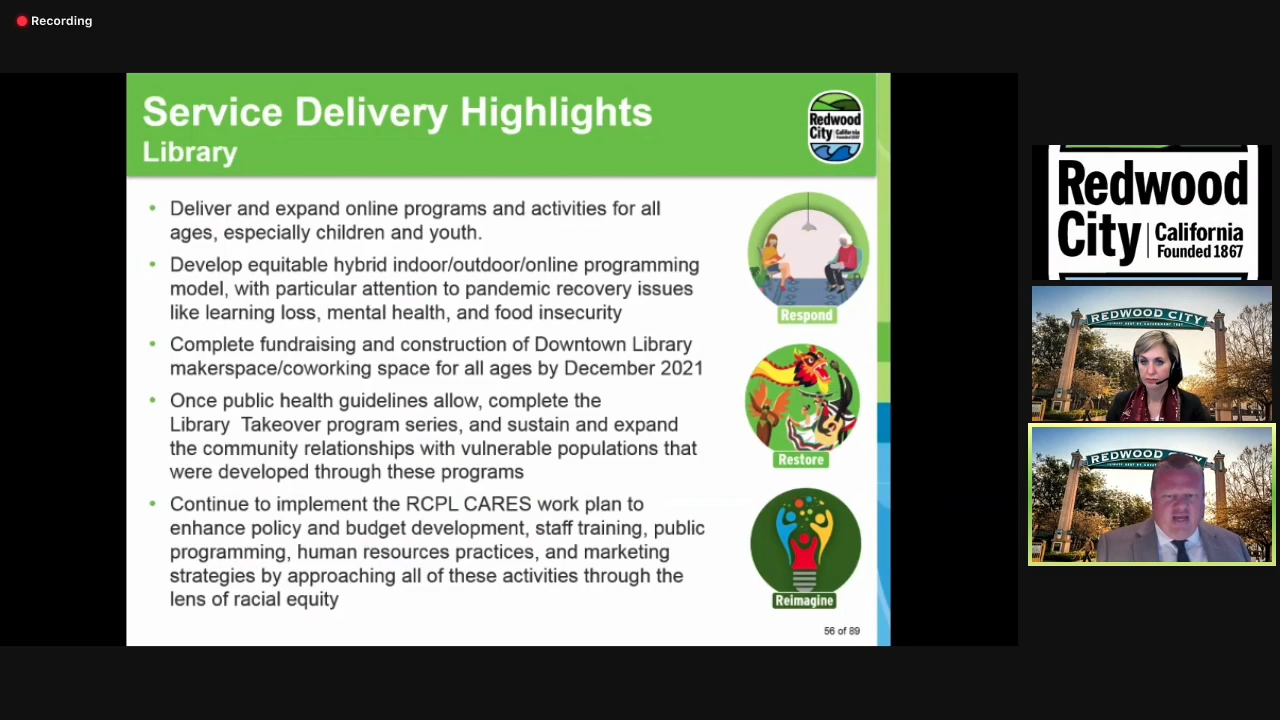 Recording
Service Delivery Highlights
Library
Redwood
City California
Founded 1867
• Deliver and expand online programs and activities for all
ages, especially children and youth.
• Develop equitable hybrid indoor/outdoor/online programming
model, with particular attention to pandemic recovery issues
like learning loss, mental health, and food insecurity
• Complete fundraising and construction of Downtown Library
makerspace/coworking space for all ages by December 2021
• Once public health guidelines allow, complete the
Library Takeover program series, and sustain and expand
the community relationships with vulnerable populations that
were developed through these programs
• Continue to implement the RCPL CARES work plan to
enhance policy and budget development, staff training, public
programming, human resources practices, and marketing
strategies by approaching all of these activities through the
lens of racial equity
Respond
Restore
Reimagine
56 of 89
Redwood
City California
Founded 1867
REDWOOD CITY
REDWOOD CITY